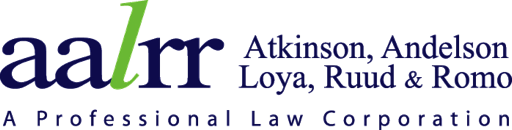 aalrr
Atkinson, Andelson
Loya, Ruud & Romo
A Professional Law Corporation